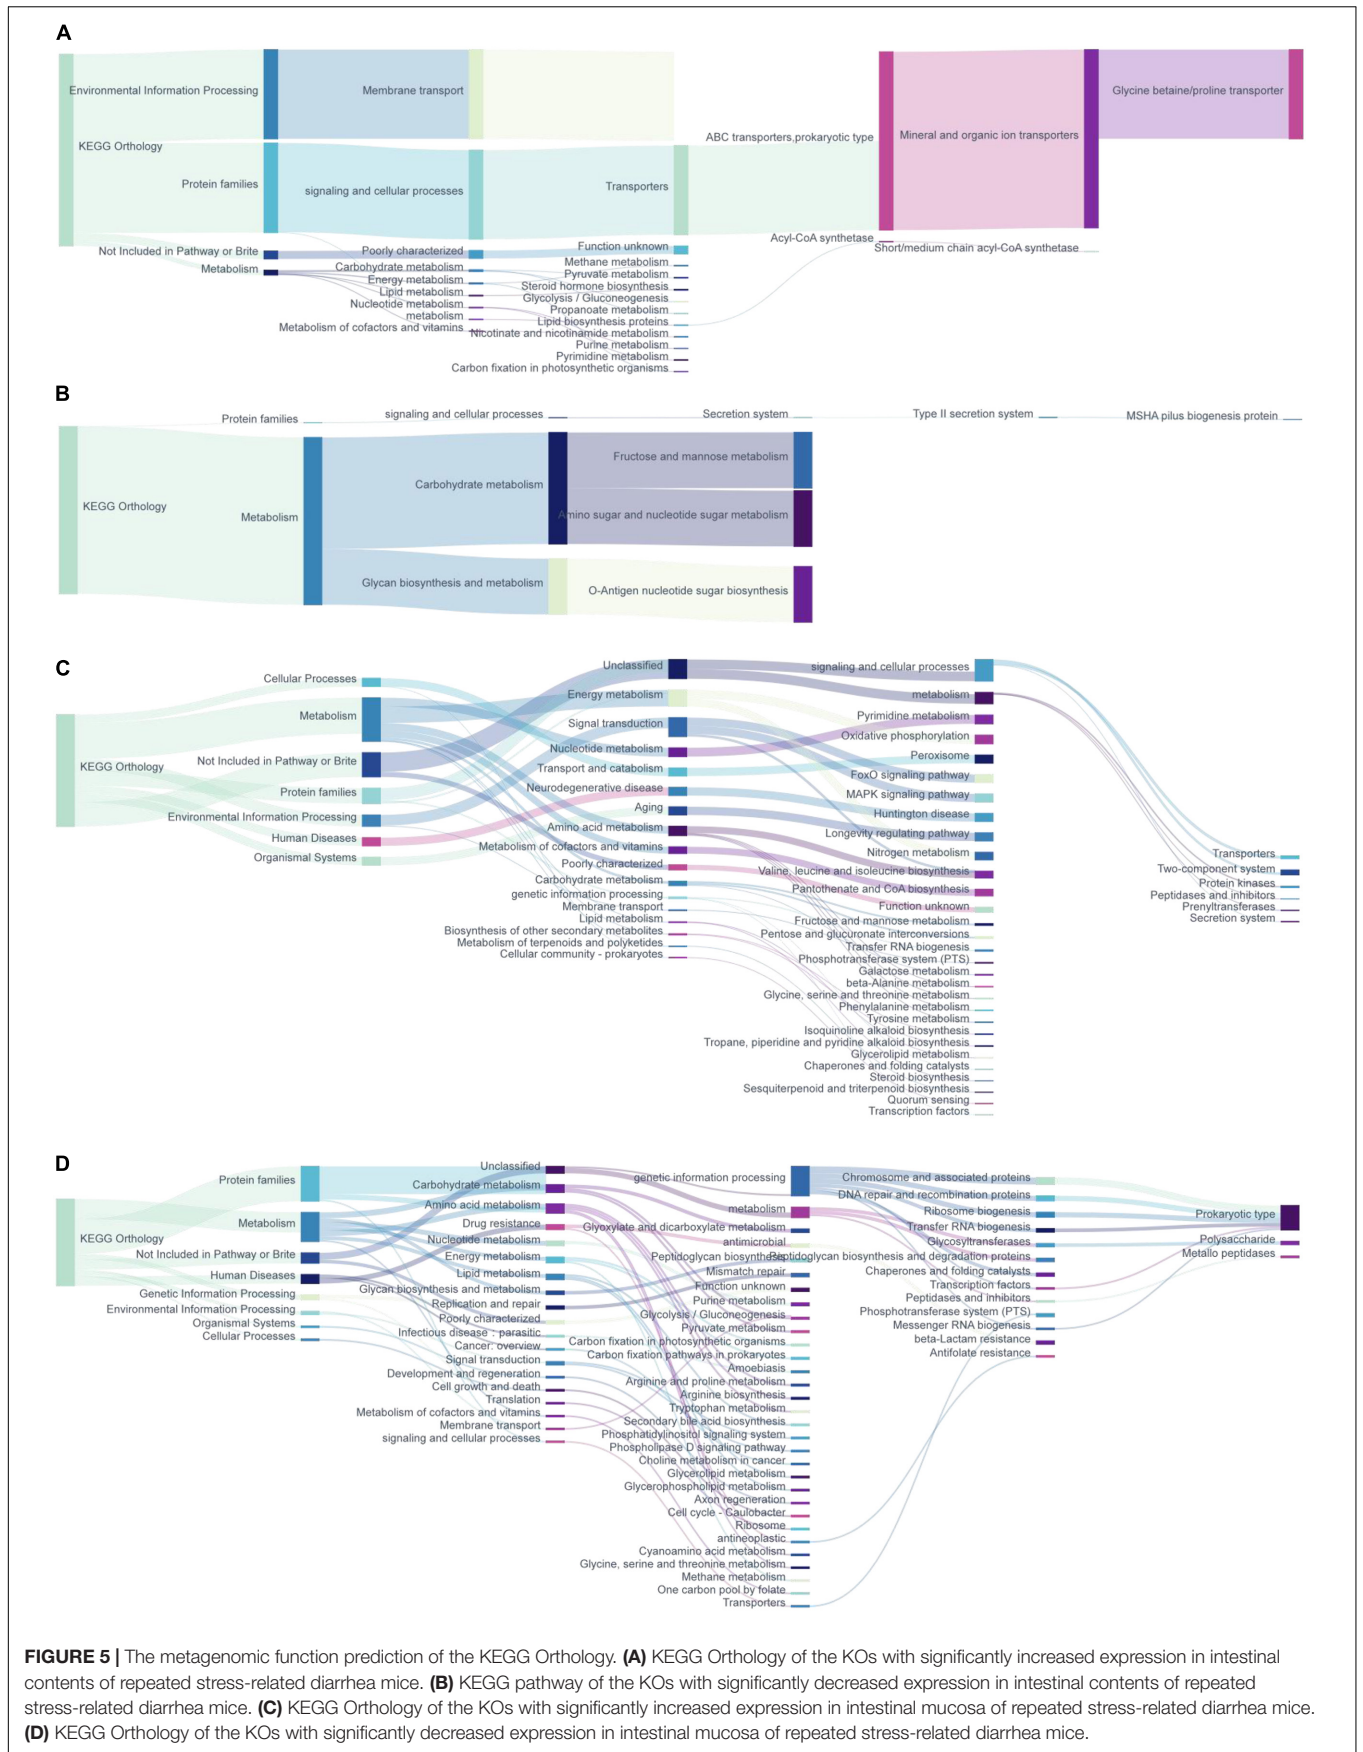 A
Environmental Information Processing
Membrane transport
Glycine betaine/proline transporter
ABC transporters,prokaryotic type
Mineral and organic ion transporters
KEGG Orthology
Protein families
signaling and cellular processes
Transporters
Acyl-CoA synthetase
Short/medium chain acyl-CoA synthetase
Not Included in Pathway or Brite
Poorly characterized
Function unknown
Metabolism
Carbohydrate metabolism
Energy metabolism
Lipid metabolism
Nucleotide metabolism
metabolism
Metabolism of cofactors and vitamins
Methane metabolism
Pyruvate metabolism
Steroid hormone biosynthesis
Glycolysis / Gluconeogenesis
Propanoate metabolism
Lipid biosynthesis proteins
Nicotinate and nicotinamide metabolism
Purine metabolism
Pyrimidine metabolism
Carbon fixation in photosynthetic organisms
B
Protein families
signaling and cellular processes
Secretion system
Type II secretion system
MSHA pilus biogenesis protein
KEGG Orthology
Metabolism
Carbohydrate metabolism
Fructose and mannose metabolism
Amino sugar and nucleotide sugar metabolism
Glycan biosynthesis and metabolism
O-Antigen nucleotide sugar biosynthesis
C
KEGG Orthology
Cellular Processes
Metabolism
Not Included in Pathway or Brite
Protein families
Environmental Information Processing
Human Diseases
Organismal Systems
Unclassified
Energy metabolism
Signal transduction
Nucleotide metabolism
Transport and catabolism
Neurodegenerative disease
Aging
Amino acid metabolism
Metabolism of cofactors and vitamins
Poorly characterized
Carbohydrate metabolism
genetic information processing
Membrane transport
Lipid metabolism
Biosynthesis of other secondary metabolites
Metabolism of terpenoids and polyketides
Cellular community - prokaryotes
signaling and cellular processes
metabolism
Pyrimidine metabolism
Oxidative phosphorylation
Peroxisome
FoxO signaling pathway
MAPK signaling pathway
Huntington disease
Longevity regulating pathway
Nitrogen metabolism
Valine, leucine and isoleucine biosynthesis
Pantothenate and CoA biosynthesis
Function unknown
Fructose and mannose metabolism
Pentose and glucuronate interconversions
Transfer RNA biogenesis
Phosphotransferase system (PTS)
Galactose metabolism
beta-Alanine metabolism
Glycine, serine and threonine metabolism
Phenylalanine metabolism
Tyrosine metabolism
Isoquinoline alkaloid biosynthesis
Tropane, piperidine and pyridine alkaloid biosynthesis
Glycerolipid metabolism
Chaperones and folding catalysts
Steroid biosynthesis
Sesquiterpenoid and triterpenoid biosynthesis
Quorum sensing
Transcription factors
Transporters
Two-component system
Protein kinases
Peptidases and inhibitors
Prenyltransferases
Secretion system
D
KEGG Orthology
Protein families
Metabolism
Not Included in Pathway or Brite
Human Diseases
Genetic Information Processing
Environmental Information Processing
Organismal Systems
Cellular Processes
Unclassified
Carbohydrate metabolism
Amino acid metabolism
Drug resistance
Nucleotide metabolism
Energy metabolism
Lipid metabolism
Glycan biosynthesis and metabolism
Replication and repair
Poorly characterized
Infectious disease : parasitic
Cancer: overview
Signal transduction
Development and regeneration
Cell growth and death
Translation
Metabolism of cofactors and vitamins
Membrane transport
signaling and cellular processes
genetic information processing
metabolism
Glyoxylate and dicarboxylate metabolism
antimicrobial
Peptidoglycan biosynthesis
Mismatch repair
Function unknown
Purine metabolism
Glycolysis / Gluconeogenesis
Pyruvate metabolism
Carbon fixation in photosynthetic organisms
Carbon fixation pathways in prokaryotes
Amoebiasis
Arginine and proline metabolism
Arginine biosynthesis
Tryptophan metabolism
Secondary bile acid biosynthesis
Phosphatidylinositol signaling system
Phospholipase D signaling pathway
Choline metabolism in cancer
Glycerolipid metabolism
Glycerophospholipid metabolism
Axon regeneration
Cell cycle - Caulobacter
Ribosome
antineoplastic
Cyanoamino acid metabolism
Glycine, serine and threonine metabolism
Methane metabolism
One carbon pool by folate
Transporters
Chromosome and associated proteins
DNA repair and recombination proteins
Ribosome biogenesis
Transfer RNA biogenesis
Glycosyltransferases
Peptidoglycan biosynthesis and degradation proteins
Chaperones and folding catalysts
Transcription factors
Peptidases and inhibitors
Phosphotransferase system (PTS)
Messenger RNA biogenesis
beta-Lactam resistance
Antifolate resistance
Prokaryotic type
Polysaccharide
Metallo peptidases
FIGURE 5 | The metagenomic function prediction of the KEGG Orthology. (A) KEGG Orthology of the KOs with significantly increased expression in intestinal
contents of repeated stress-related diarrhea mice. (B) KEGG pathway of the KOs with significantly decreased expression in intestinal contents of repeated
stress-related diarrhea mice. (C) KEGG Orthology of the KOs with significantly increased expression in intestinal mucosa of repeated stress-related diarrhea mice.
(D) KEGG Orthology of the KOs with significantly decreased expression in intestinal mucosa of repeated stress-related diarrhea mice.